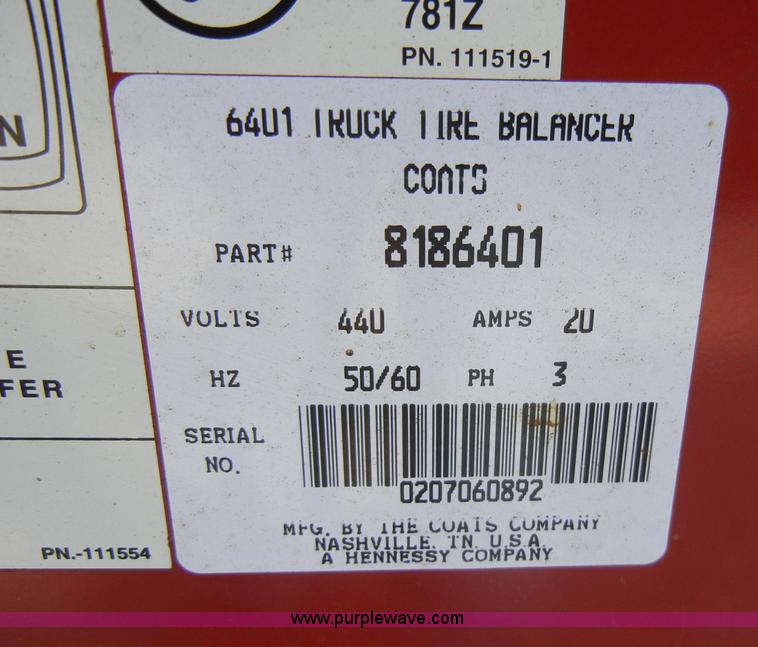 781Z
PN. 111519-1
N
6401 TRUCK TIRE BALANCER
COATS
PART# 8186401
VOLTS 440 AMPS 20
HZ 50/60 PH 3
E
FER
SERIAL
NO.
0207060892
MFG. BY THE COATS COMPANY
NASHVILLE, TN, U.S.A.
A HENNESSY COMPANY
PN.-111554
www.purplewave.com